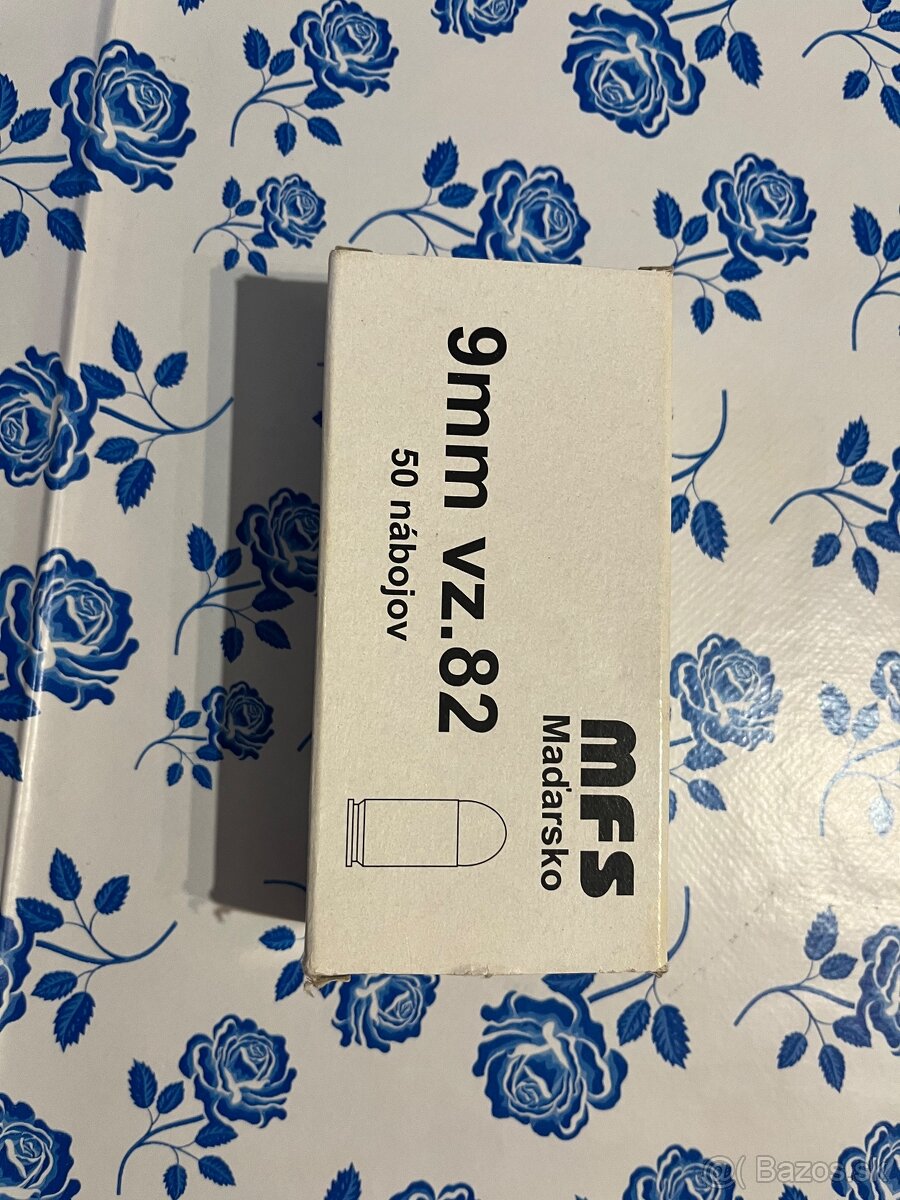 mfs
Maďarsko
9mm vz.82
50 nábojov
@( Bazos.sk